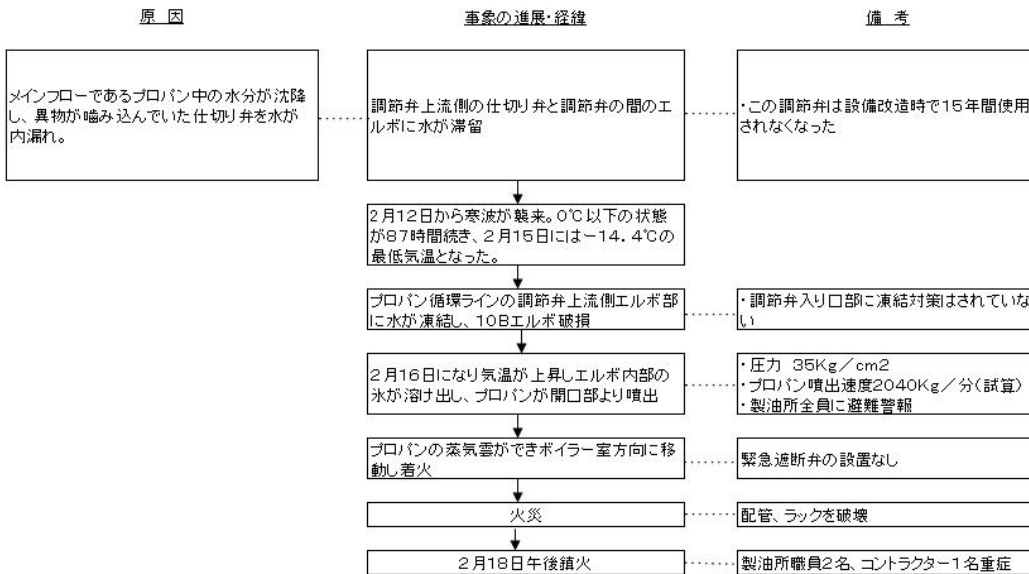 原 因
事象の進展・経緯
備 考
メインフローであるプロパン中の水分が沈降
し、異物が噛み込んでいた仕切り弁を水が
内漏れ。
調節弁上流側の仕切り弁と調節弁の間のエ
ルボに水が滞留
・この調節弁は設備改造時で15年間使用
されなくなった
2月12日から寒波が襲来。0℃以下の状態
が87時間続き、2月15日には－14．4℃の
最低気温となった。
プロパン循環ラインの調節弁上流側エルボ部
に水が凍結し、10Bエルボ破損
・調節弁入り口部に凍結対策はされていな
い
2月16日になり気温が上昇しエルボ内部の
氷が溶け出し、プロパンが開口部より噴出
・圧力 35Kg／cm2
・プロパン噴出速度2040Kg／分（試算）
・製油所全員に避難警報
プロパンの蒸気雲ができボイラー室方向に移
動し着火
緊急遮断弁の設置なし
火災
配管、ラックを破壊
2月18日午後鎮火
製油所職員2名、コントラクター1名重症